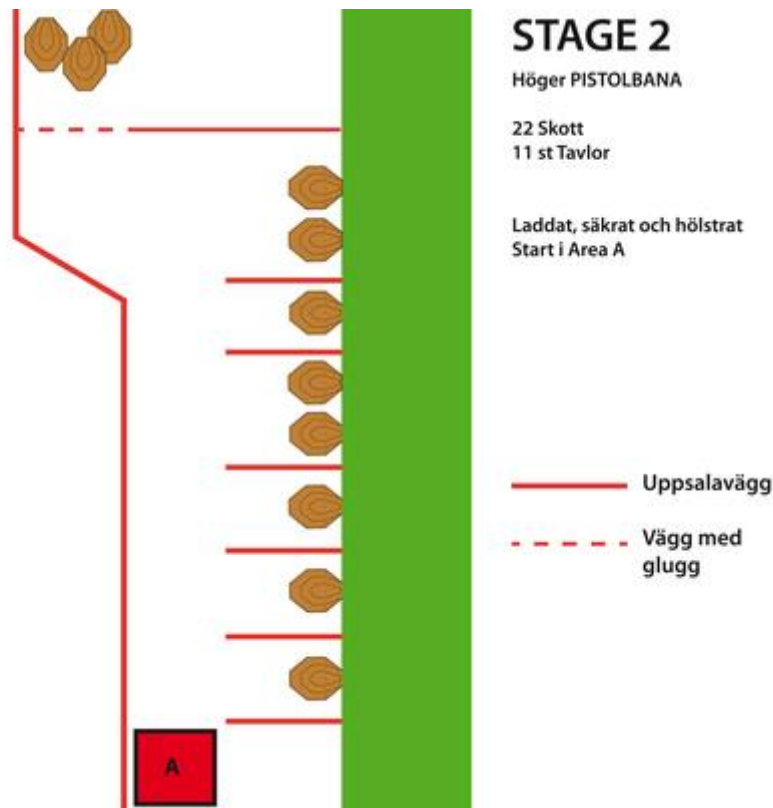 STAGE 2
Höger PISTOLBANA
22 Skott
11 st Tavlor
Laddat, säkrat och hölstrat
Start i Area A
Uppsalavägg
Vägg med
glugg
A